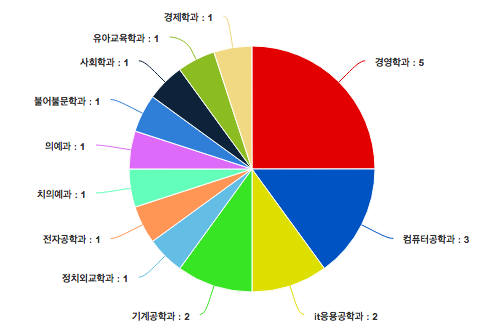 경제학과 : 1
유아교육학과 : 1
사회학과 : 1
불어불문학과 : 1
의예과 : 1
치의예과 : 1
전자공학과 : 1
정치외교학과 : 1
기계공학과 : 2
it응용공학과 : 2
컴퓨터공학과 : 3
경영학과 : 5